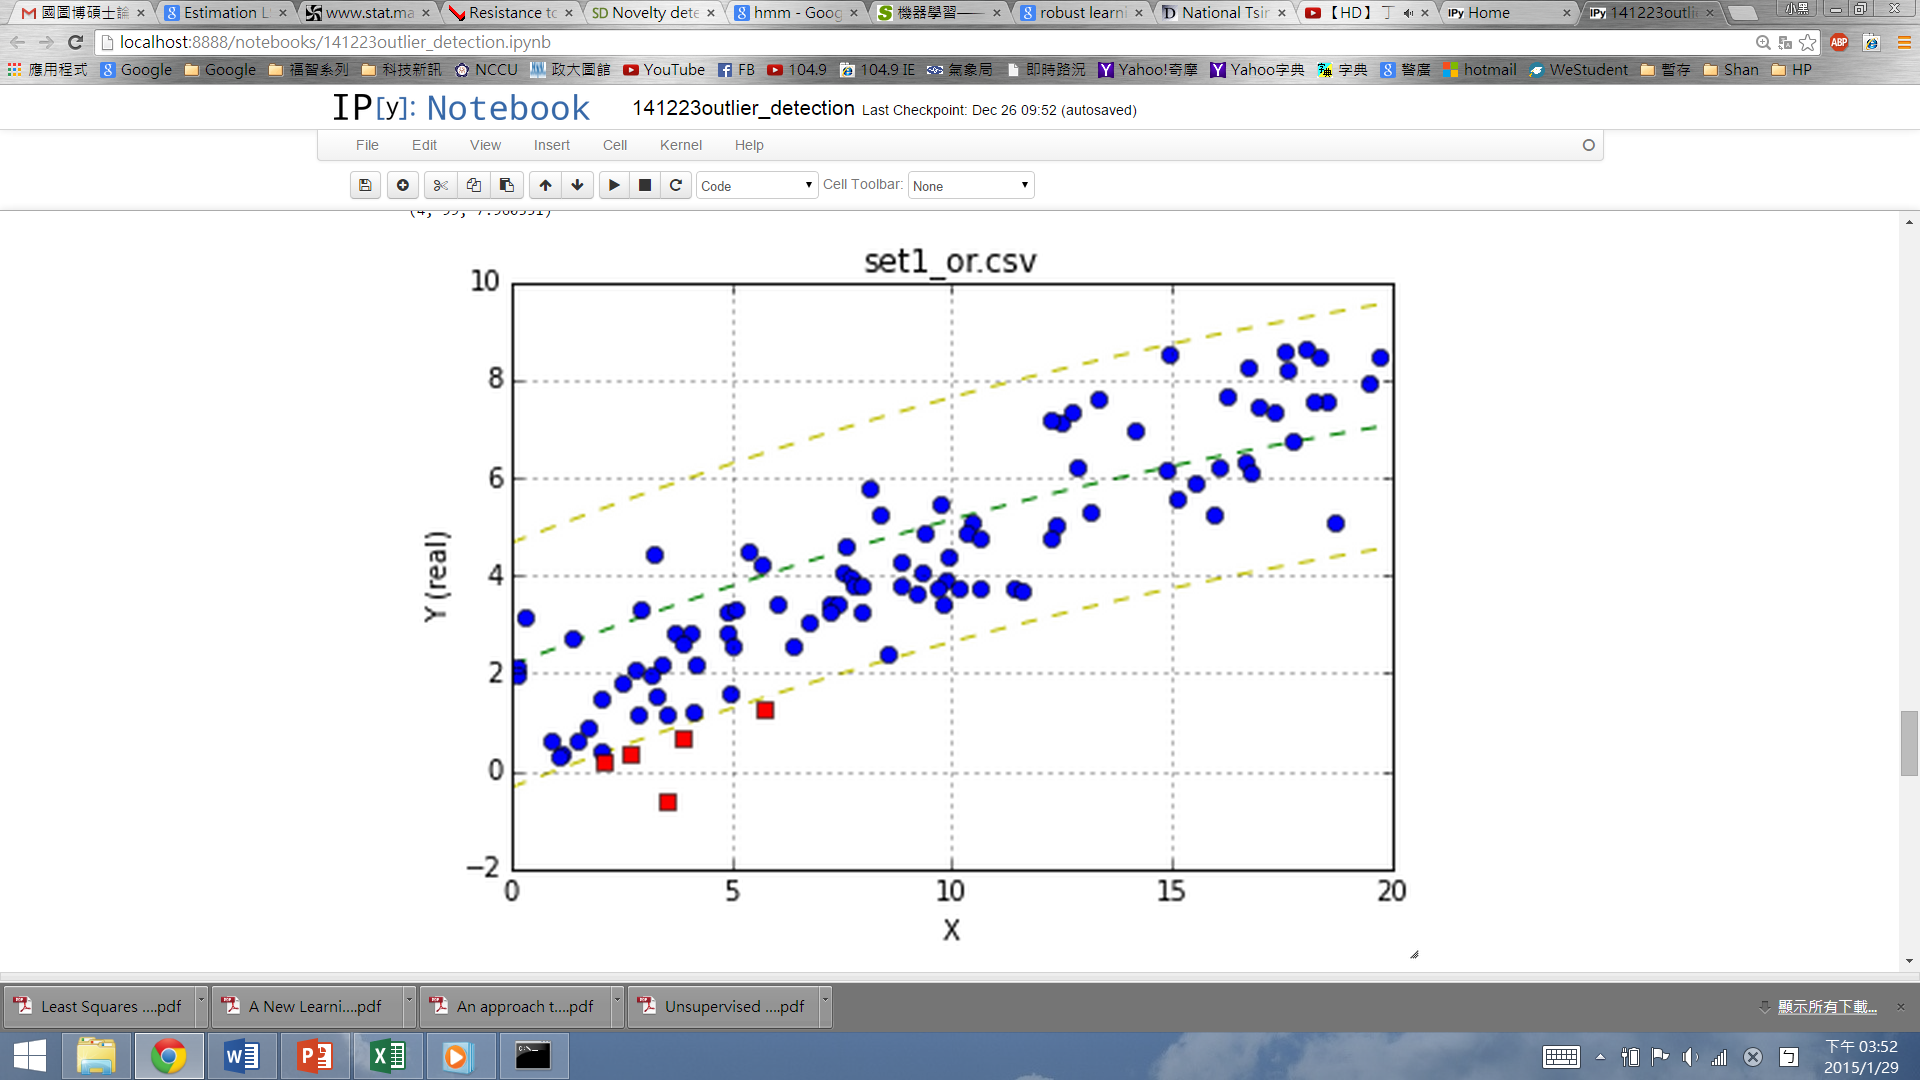 國圖博碩士論
Estimation L
www.stat.ma
Resistance to
Novelty dete
hmm - Goog
機器學習——
robust learni
National Tsir
【HD】丁
Home
141223outli
小黑
localhost:8888/notebooks/141223outlier_detection.ipynb
應用程式 Google Google 福智系列 科技新訊 NCCU 政大圖館 YouTube FB 104.9 104.9 IE 氣象局 即時路況 Yahoo!奇摩 Yahoo字典 字典 警廣 hotmail WeStudent 暫存 Shan HP
IP[y]: Notebook 141223outlier_detection Last Checkpoint: Dec 26 09:52 (autosaved)
File Edit View Insert Cell Kernel Help
Code Cell Toolbar: None
set1_or.csv
10
8
6
4
2
0
−2
Y (real)
0 5 10 15 20
X
Least Squares ....pdf A New Learni....pdf An approach t....pdf Unsupervised ....pdf 顯示所有下載...
下午 03:52
2015/1/29